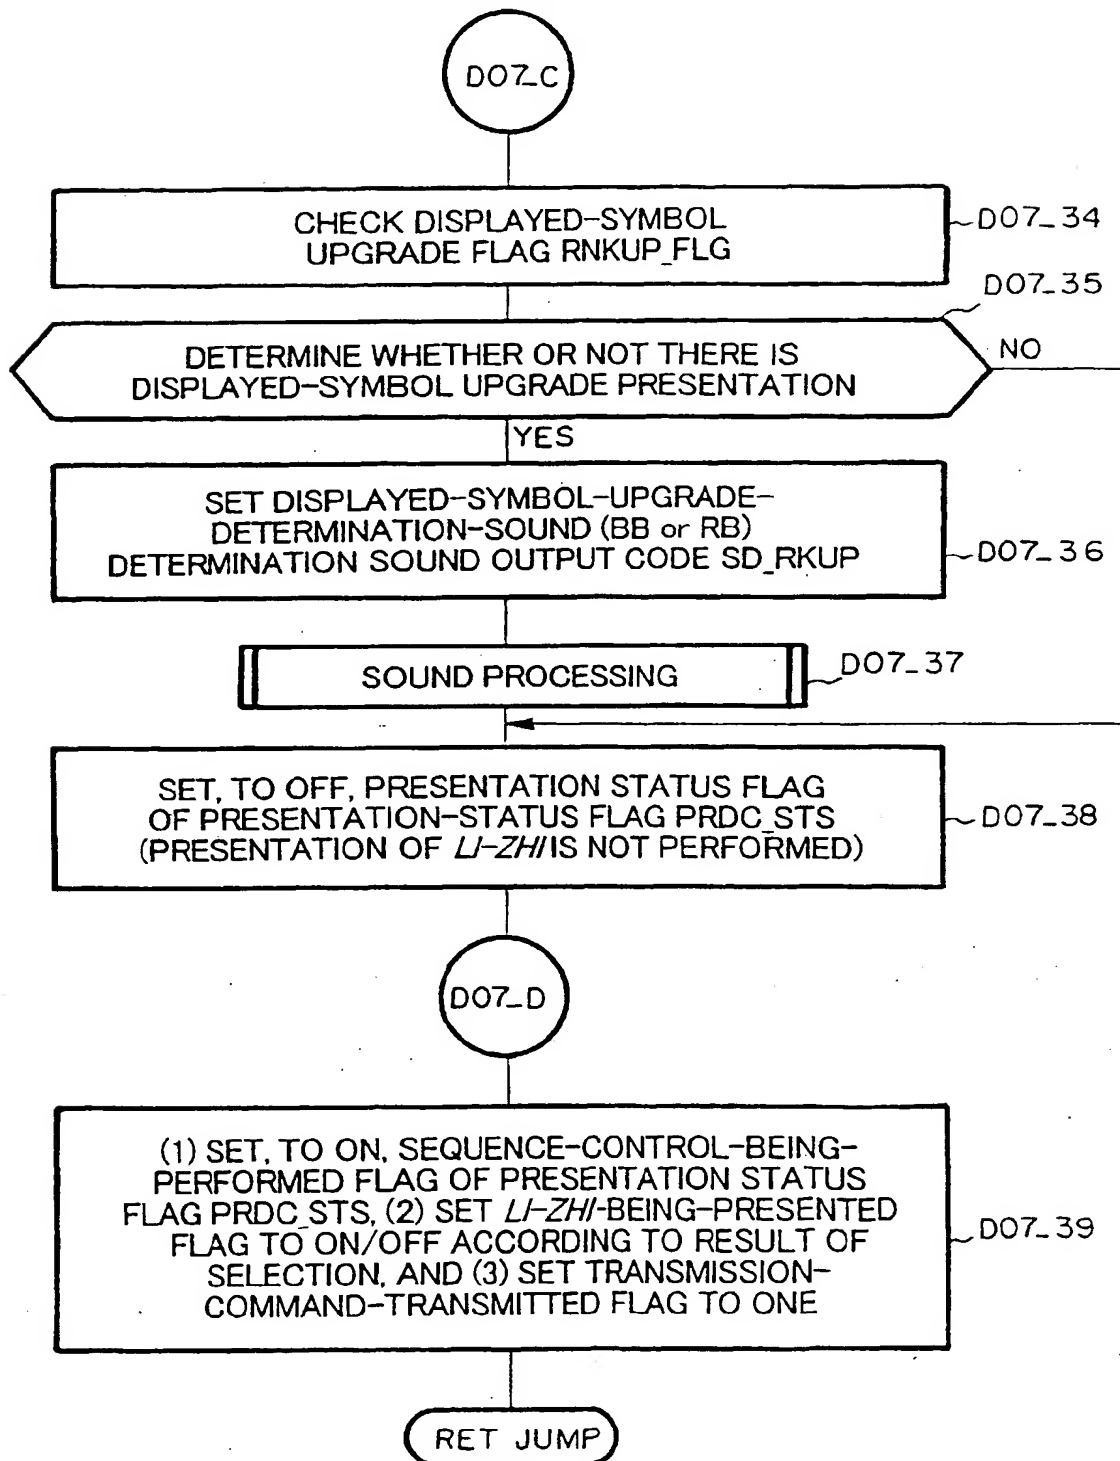 D07_C
CHECK DISPLAYED-SYMBOL
UPGRADE FLAG RNKUP_FLG
D07_34
D07_35
DETERMINE WHETHER OR NOT THERE IS
DISPLAYED-SYMBOL UPGRADE PRESENTATION
NO
YES
SET DISPLAYED-SYMBOL-UPGRADE-
DETERMINATION-SOUND (BB or RB)
DETERMINATION SOUND OUTPUT CODE SD_RKUP
D07_36
SOUND PROCESSING
D07_37
SET, TO OFF, PRESENTATION STATUS FLAG
OF PRESENTATION-STATUS FLAG PRDC_STS
(PRESENTATION OF LI-ZHI IS NOT PERFORMED)
D07_38
D07_D
(1) SET, TO ON, SEQUENCE-CONTROL-BEING-
PERFORMED FLAG OF PRESENTATION STATUS
FLAG PRDC_STS, (2) SET LI-ZHI-BEING-PRESENTED
FLAG TO ON/OFF ACCORDING TO RESULT OF
SELECTION, AND (3) SET TRANSMISSION-
COMMAND-TRANSMITTED FLAG TO ONE
D07_39
RET JUMP